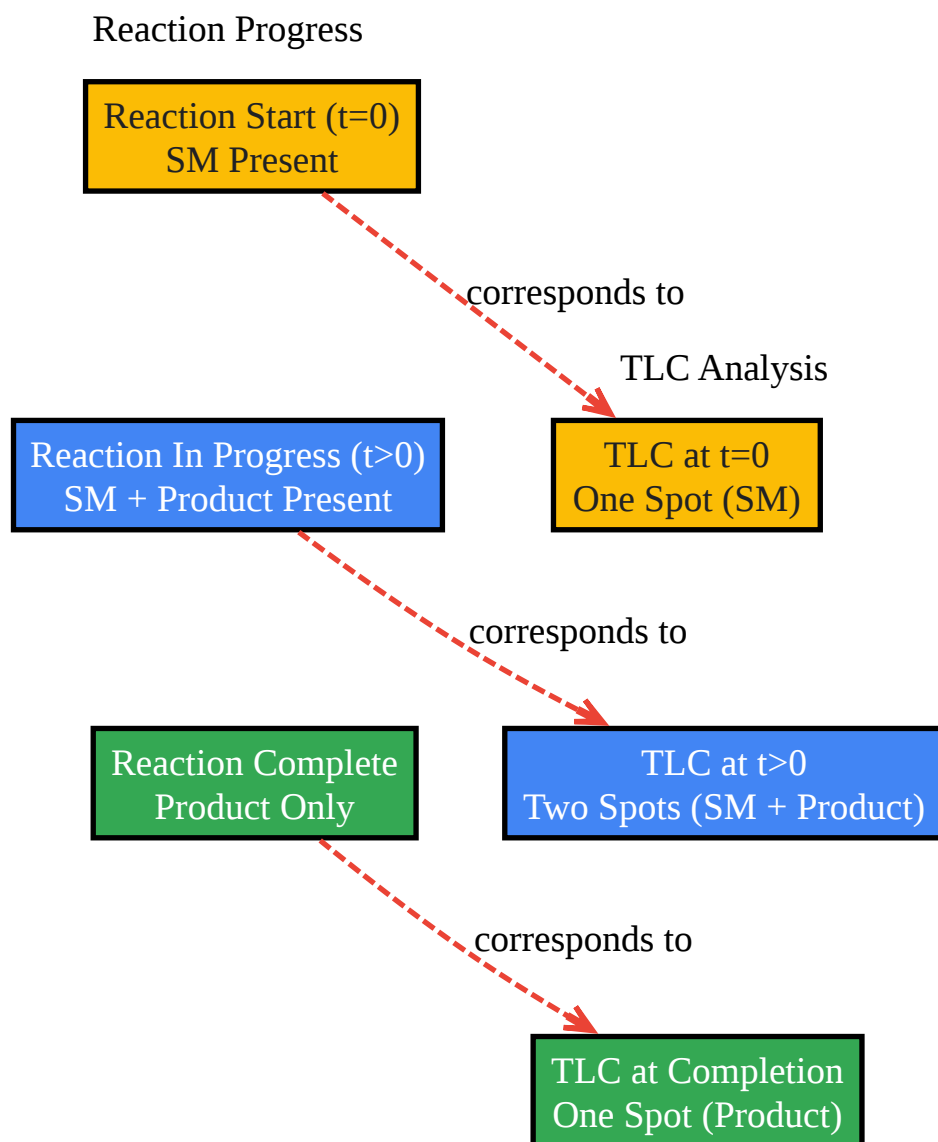 Reaction Progress
Reaction Start (t=0)
SM Present
corresponds to
TLC Analysis
Reaction In Progress (t>0)
SM + Product Present
TLC at t=0
One Spot (SM)
corresponds to
Reaction Complete
Product Only
TLC at t>0
Two Spots (SM + Product)
corresponds to
TLC at Completion
One Spot (Product)